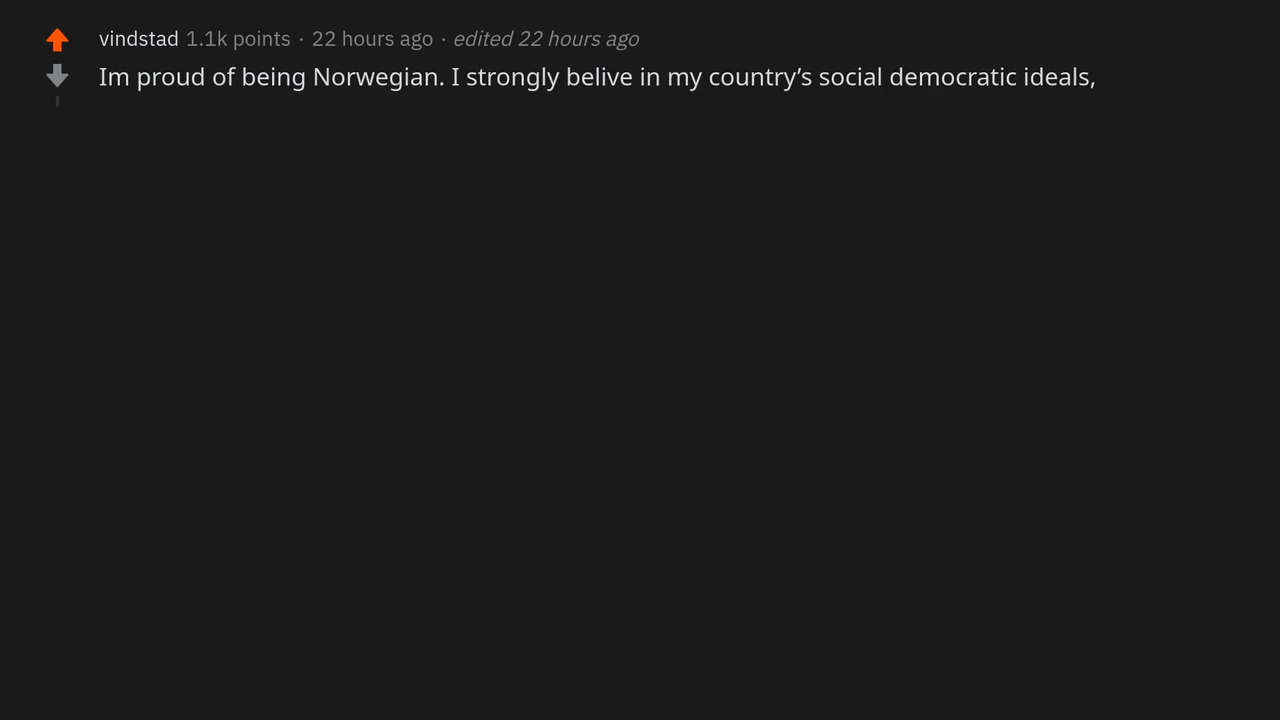 vindstad 1.1k points · 22 hours ago · edited 22 hours ago
Im proud of being Norwegian. I strongly belive in my country’s social democratic ideals,